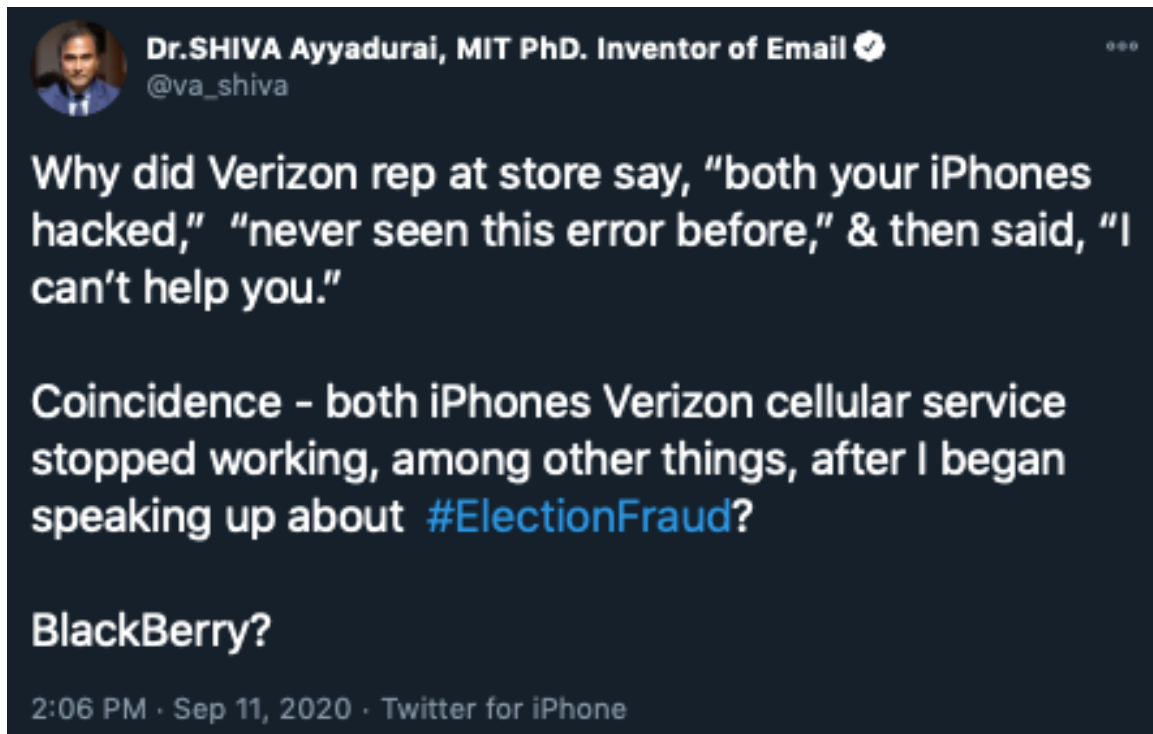 Dr.SHIVA Ayyadurai, MIT PhD. Inventor of Email
@va_shiva
Why did Verizon rep at store say, “both your iPhones
hacked,”  “never seen this error before,” & then said, “I
can’t help you.”
Coincidence - both iPhones Verizon cellular service
stopped working, among other things, after I began
speaking up about  #ElectionFraud?
BlackBerry?
2:06 PM · Sep 11, 2020 · Twitter for iPhone